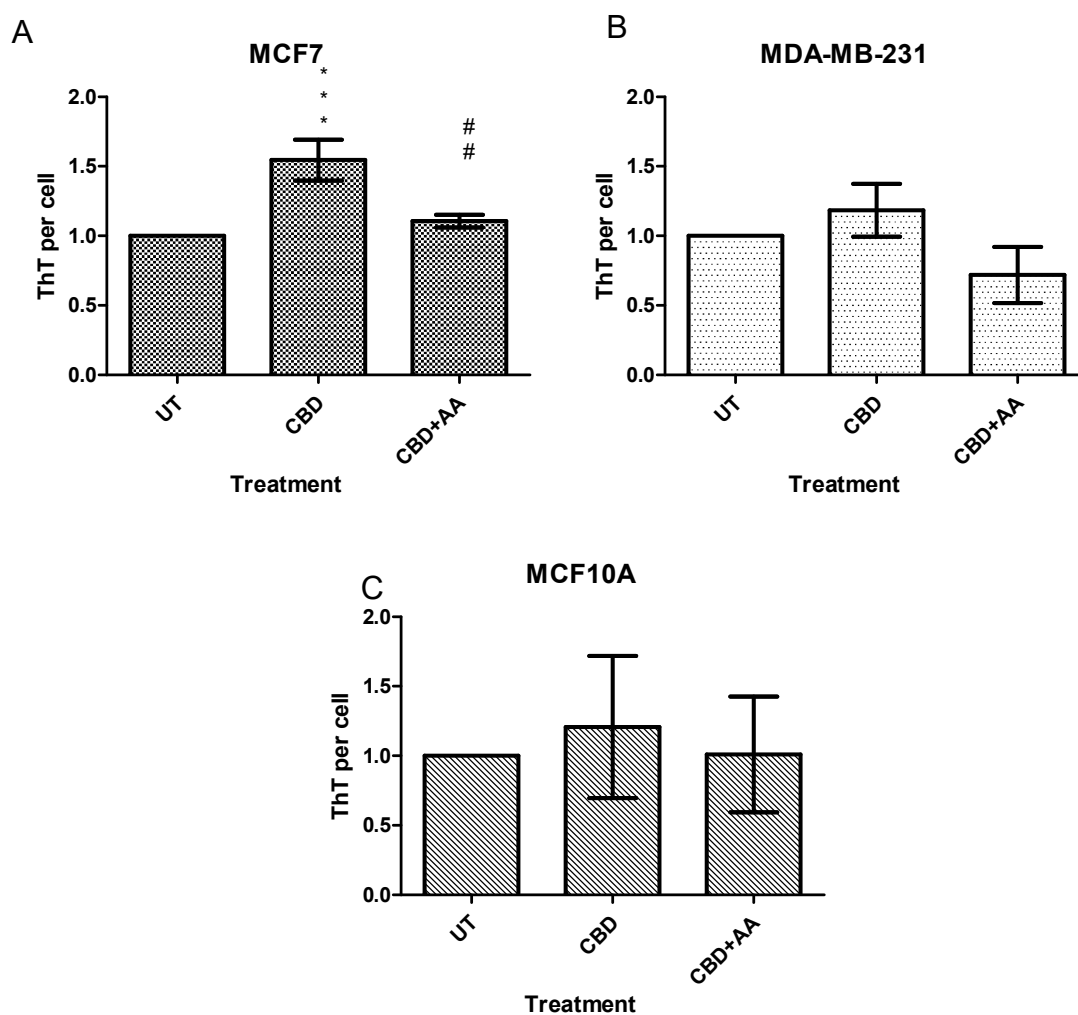 A
MCF7
***
##
2.0
1.5
1.0
0.5
0.0
ThT per cell
UT
CBD
CBD+AA
Treatment
B
MDA-MB-231
2.0
1.5
1.0
0.5
0.0
ThT per cell
UT
CBD
CBD+AA
Treatment
C
MCF10A
2.0
1.5
1.0
0.5
0.0
ThT per cell
UT
CBD
CBD+AA
Treatment